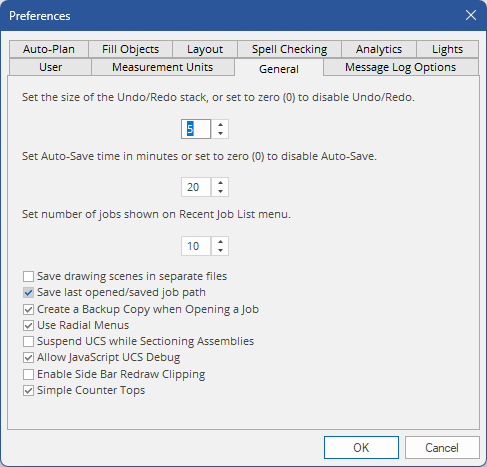 Preferences
Auto-Plan Fill Objects Layout Spell Checking Analytics Lights
User Measurement Units General Message Log Options
Set the size of the Undo/Redo stack, or set to zero (0) to disable Undo/Redo.
5
Set Auto-Save time in minutes or set to zero (0) to disable Auto-Save.
20
Set number of jobs shown on Recent Job List menu.
10
Save drawing scenes in separate files
Save last opened/saved job path
Create a Backup Copy when Opening a Job
Use Radial Menus
Suspend UCS while Sectioning Assemblies
Allow JavaScript UCS Debug
Enable Side Bar Redraw Clipping
Simple Counter Tops
OK Cancel